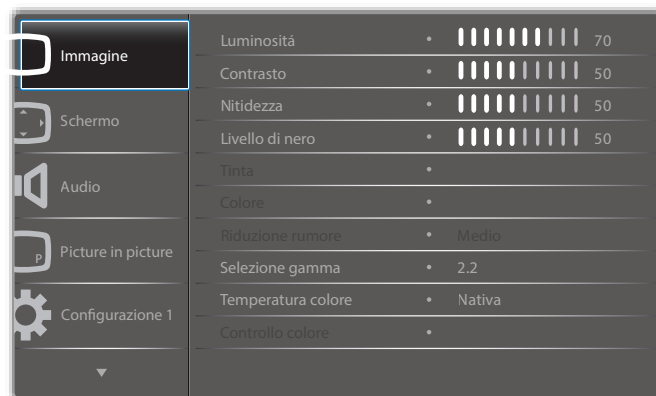 Immagine
Schermo
Audio
P
Picture in picture
Configurazione 1
Luminositá • 70
Contrasto • 50
Nitidezza • 50
Livello di nero • 50
Tinta •
Colore •
Riduzione rumore • Medio
Selezione gamma • 2.2
Temperatura colore • Nativa
Controllo colore •